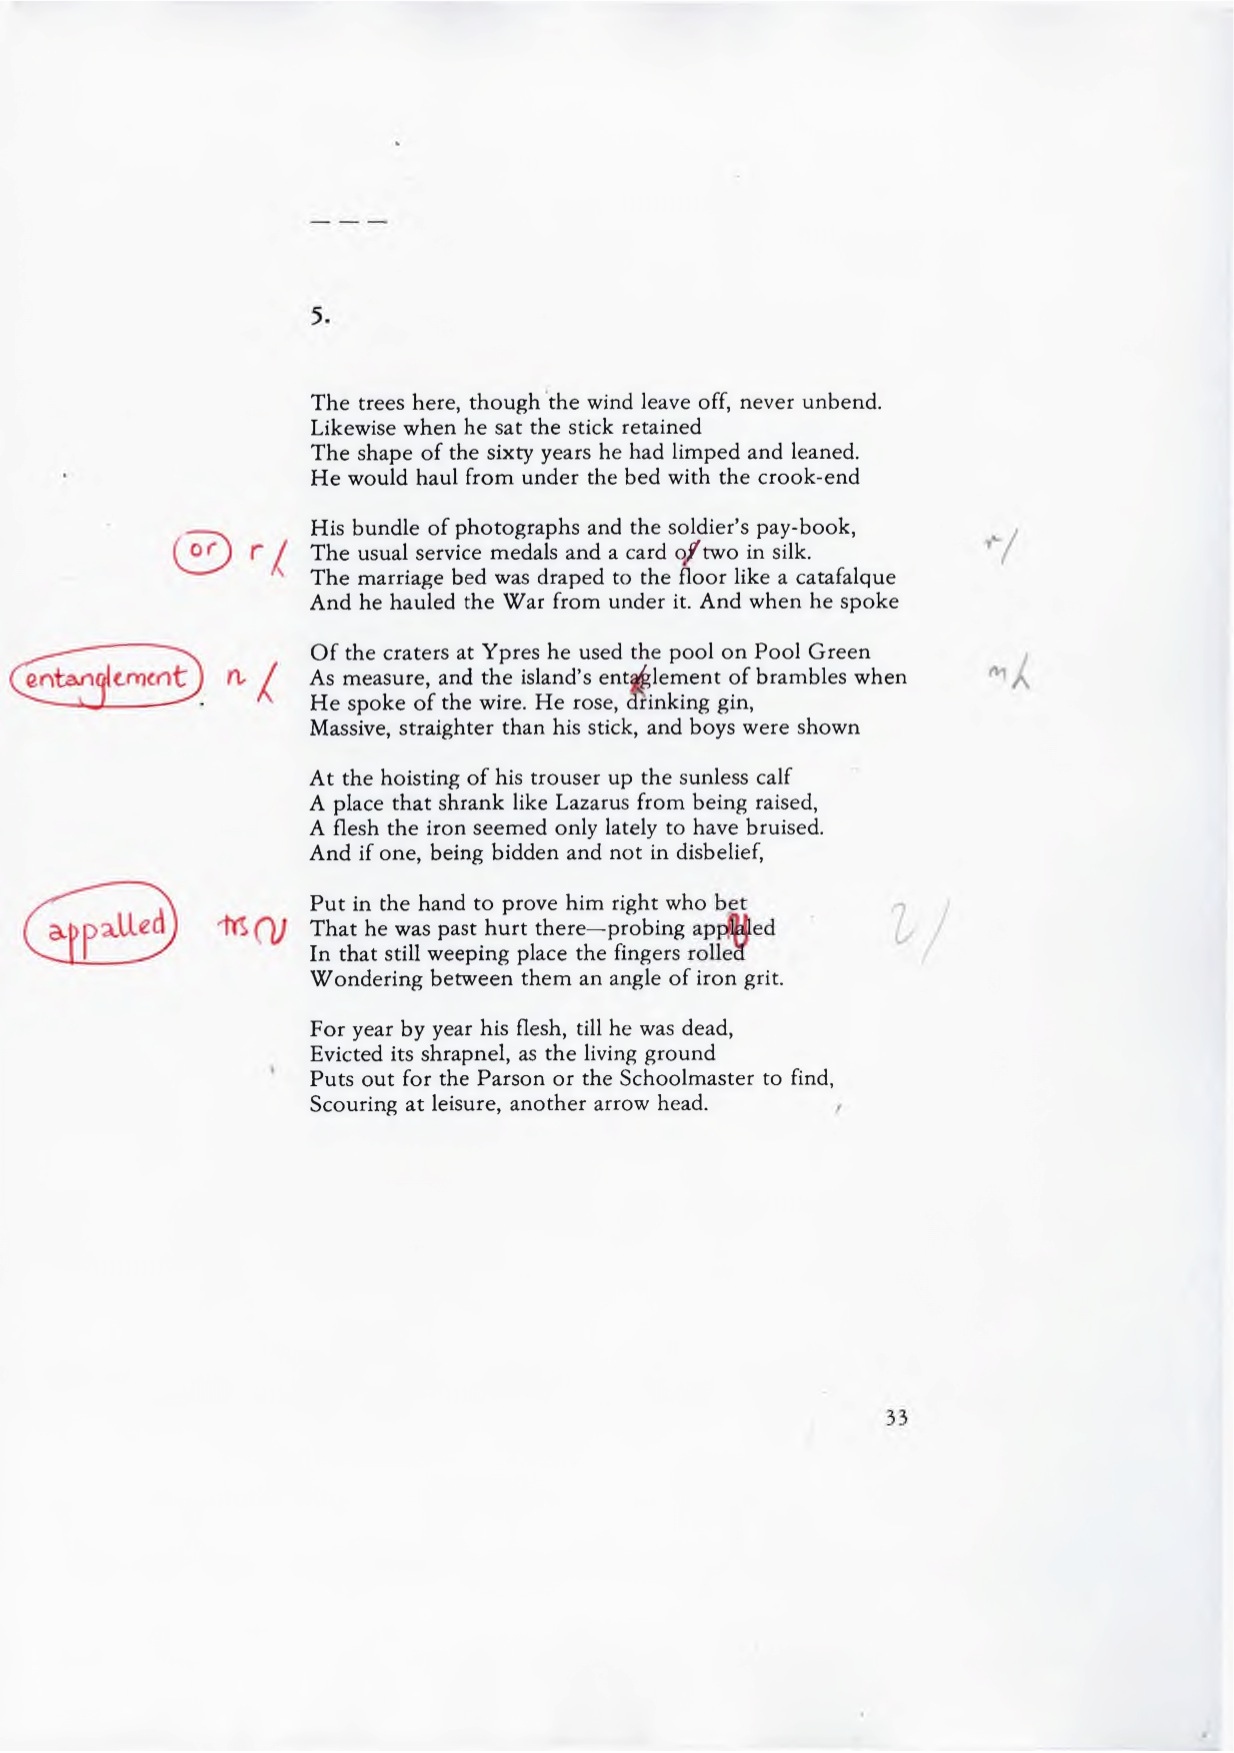 — — —
5.
The trees here, though the wind leave off, never unbend.
Likewise when he sat the stick retained
The shape of the sixty years he had limped and leaned.
He would haul from under the bed with the crook-end
His bundle of photographs and the soldier's pay-book,
or r/ The usual service medals and a card of two in silk. r/
The marriage bed was draped to the floor like a catafalque
And he hauled the War from under it. And when he spoke
Of the craters at Ypres he used the pool on Pool Green
entanglement n As measure, and the island's entaglement of brambles when
He spoke of the wire. He rose, drinking gin,
Massive, straighter than his stick, and boys were shown
At the hoisting of his trouser up the sunless calf
A place that shrank like Lazarus from being raised,
A flesh the iron seemed only lately to have bruised.
And if one, being bidden and not in disbelief,
Put in the hand to prove him right who bet
appalled trs That he was past hurt there—probing applaled
In that still weeping place the fingers rolled
Wondering between them an angle of iron grit.
For year by year his flesh, till he was dead,
Evicted its shrapnel, as the living ground
Puts out for the Parson or the Schoolmaster to find,
Scouring at leisure, another arrow head.
33